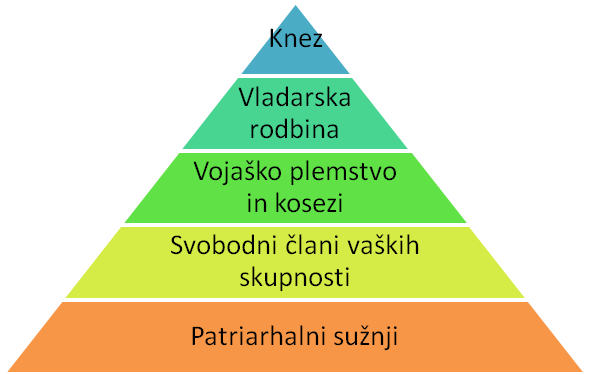 Knez
Vladarska
rodbina
Vojaško plemstvo
in kosezi
Svobodni člani vaških
skupnosti
Patriarhalni sužnji